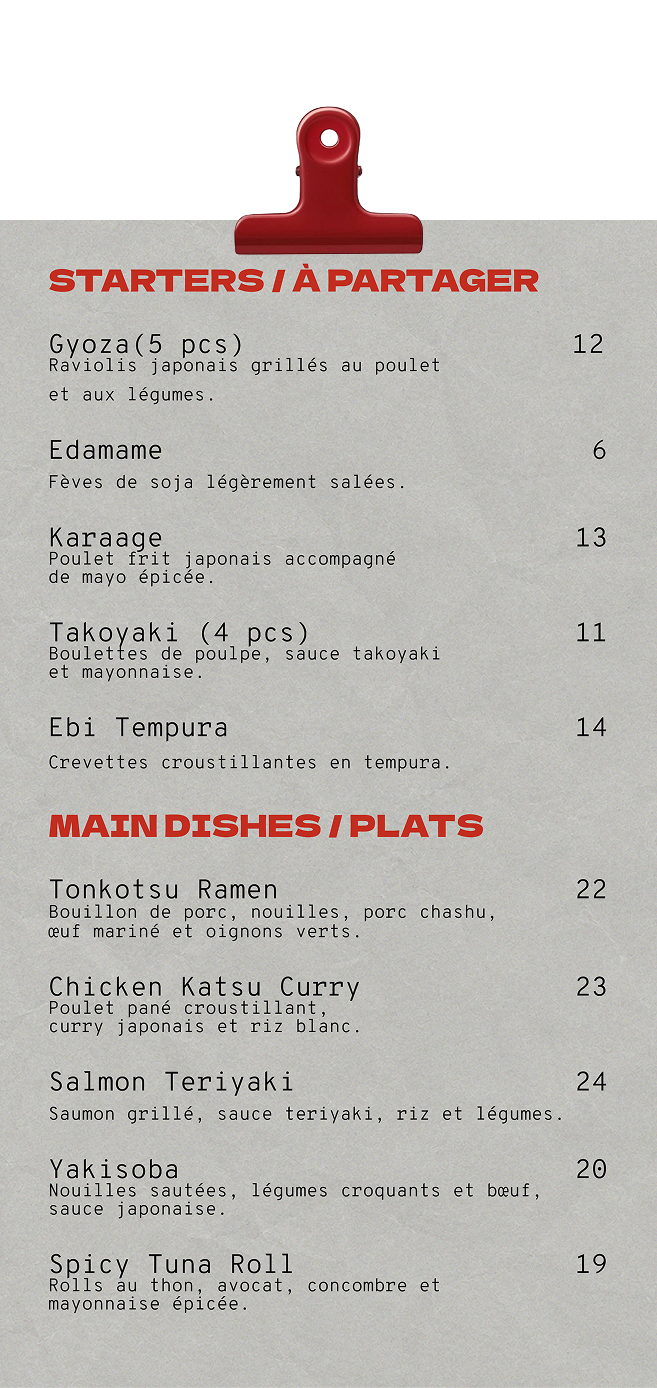 STARTERS / À PARTAGER
Gyoza(5 pcs) 12
Raviolis japonais grillés au poulet
et aux légumes.
Edamame 6
Fèves de soja légèrement salées.
Karaage 13
Poulet frit japonais accompagné
de mayo épicée.
Takoyaki (4 pcs) 11
Boulettes de poulpe, sauce takoyaki
et mayonnaise.
Ebi Tempura 14
Crevettes croustillantes en tempura.
MAIN DISHES / PLATS
Tonkotsu Ramen 22
Bouillon de porc, nouilles, porc chashu,
œuf mariné et oignons verts.
Chicken Katsu Curry 23
Poulet pané croustillant,
curry japonais et riz blanc.
Salmon Teriyaki 24
Saumon grillé, sauce teriyaki, riz et légumes.
Yakisoba 20
Nouilles sautées, légumes croquants et bœuf,
sauce japonaise.
Spicy Tuna Roll 19
Rolls au thon, avocat, concombre et
mayonnaise épicée.